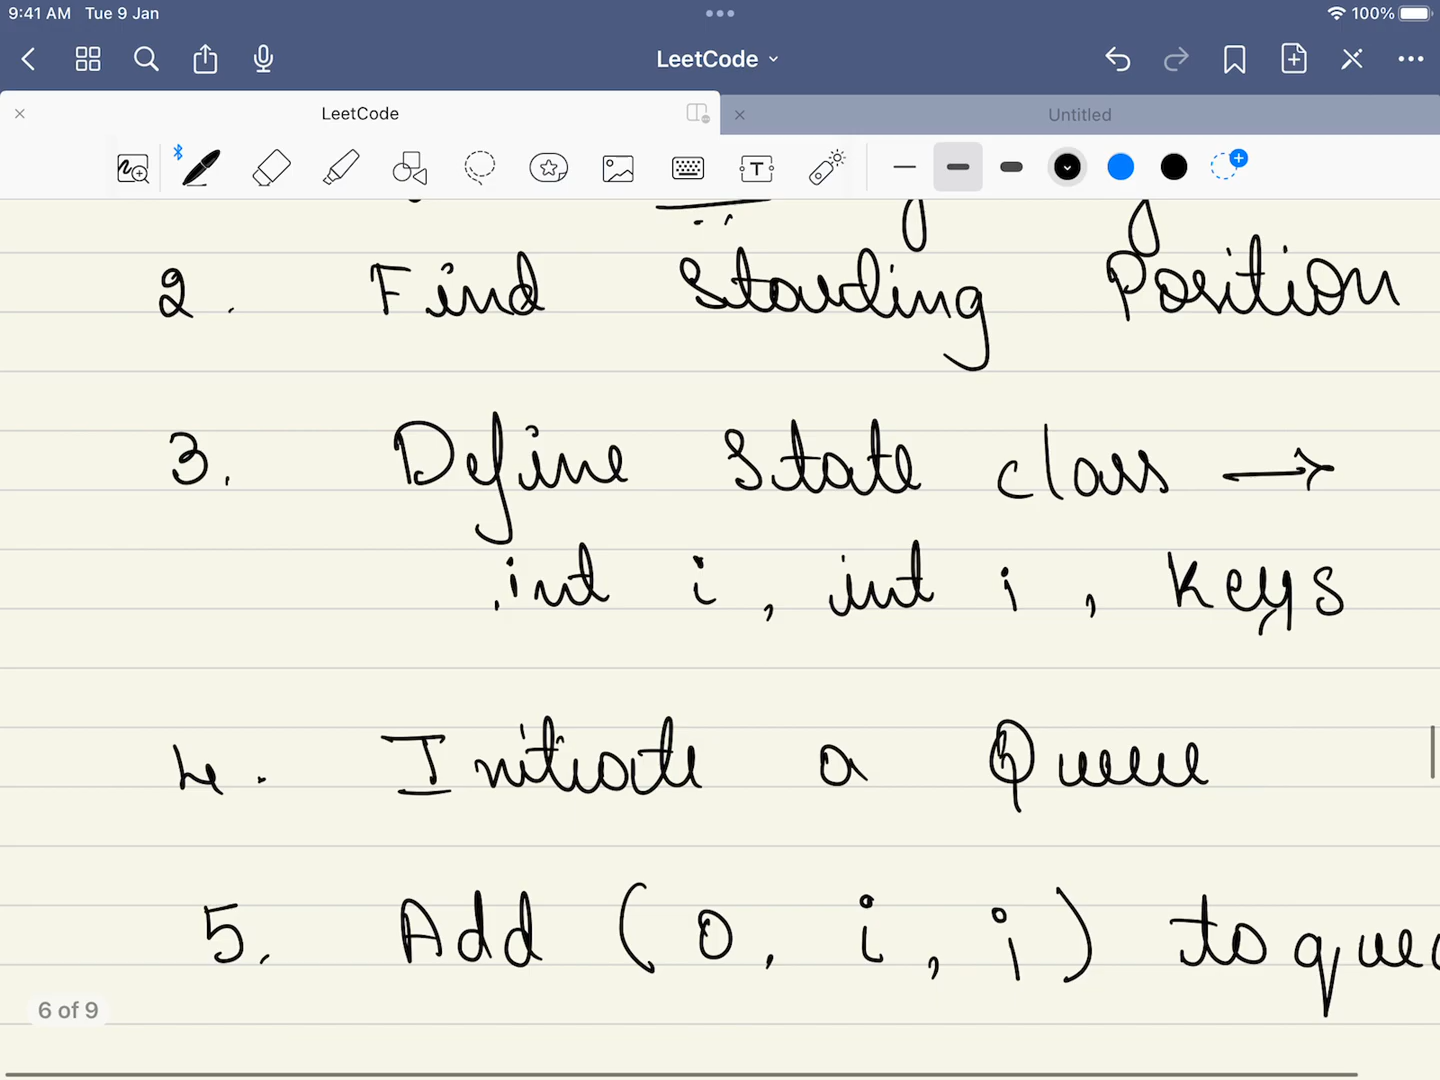 9:41 AM Tue 9 Jan
100%
LeetCode
LeetCode
Untitled
2. Find Starting Position
3. Define State class →
int i, int j, keys
4. Initiate a Queue
5. Add (0, i, j) to que
6 of 9